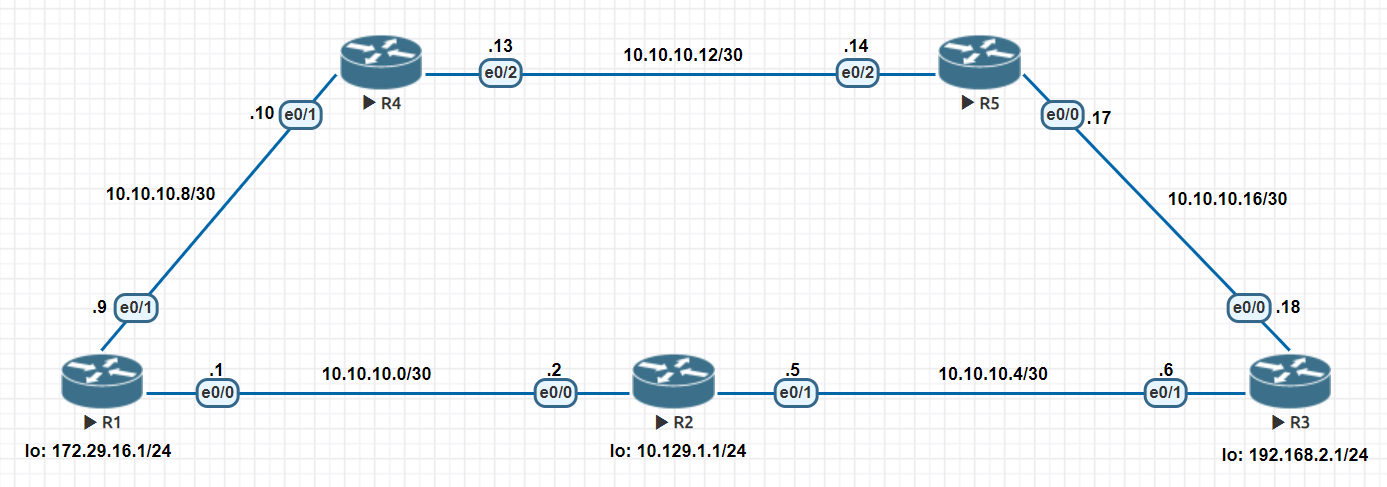 .13
10.10.10.12/30
.14
e0/2
e0/2
R4
R5
.10
e0/1
e0/0
.17
10.10.10.8/30
10.10.10.16/30
.9
e0/1
e0/0
.18
.1
10.10.10.0/30
.2
.5
10.10.10.4/30
.6
e0/0
e0/0
e0/1
e0/1
R1
R2
R3
lo: 172.29.16.1/24
lo: 10.129.1.1/24
lo: 192.168.2.1/24